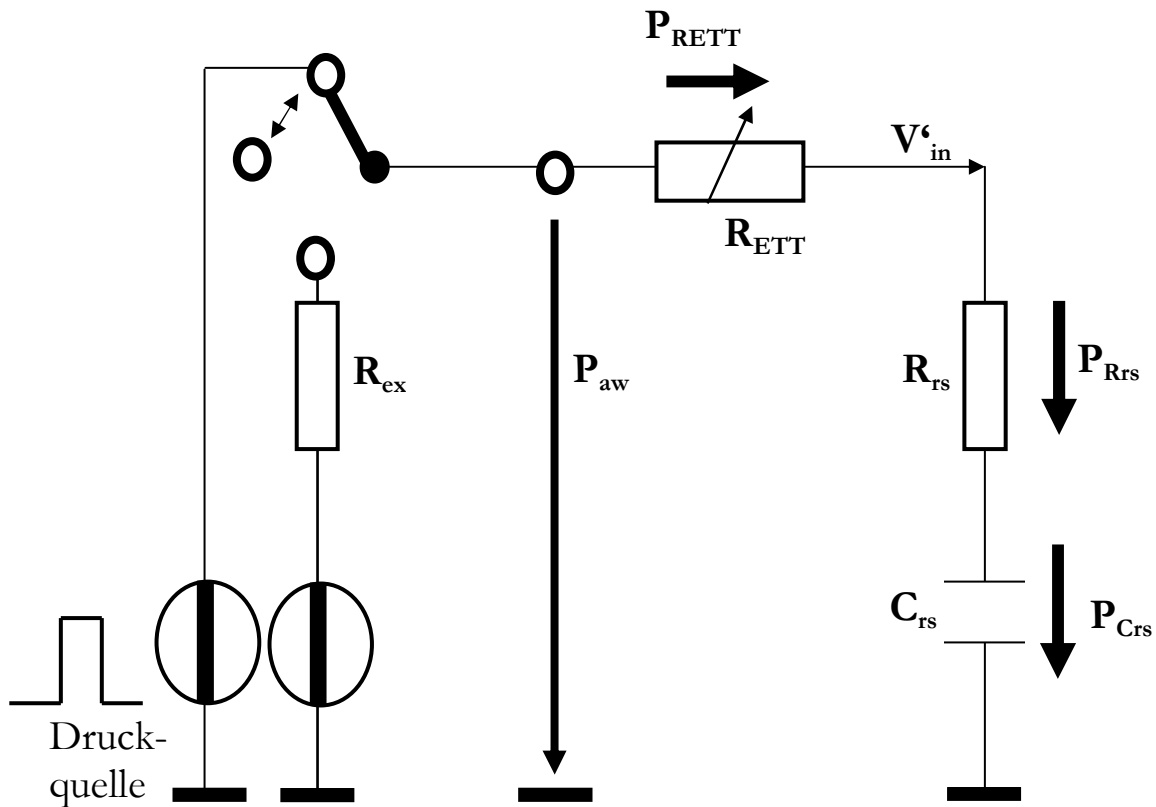 P_RETT
V‘_in
R_ETT
R_ex
P_aw
R_rs
P_Rrs
C_rs
P_Crs
Druck-
quelle